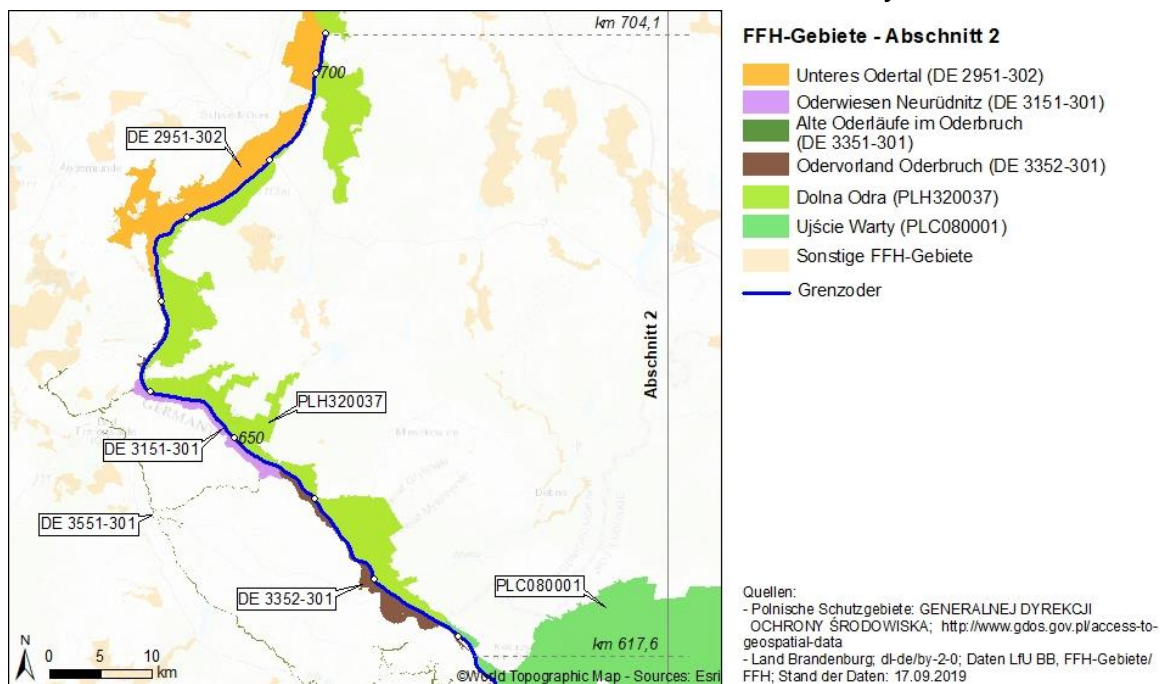 km 704,1
700
DE 2951-302
PLH320037
GERMAN
650
DE 3151-301
DE 3551-301
DE 3352-301
PLC080001
Abschnitt 2
km 617,6
N
0 5 10
km
©World Topographic Map - Sources: Esri
FFH-Gebiete - Abschnitt 2
Unteres Odertal (DE 2951-302)
Oderwiesen Neurüdnitz (DE 3151-301)
Alte Oderläufe im Oderbruch
(DE 3351-301)
Odervorland Oderbruch (DE 3352-301)
Dolna Odra (PLH320037)
Ujście Warty (PLC080001)
Sonstige FFH-Gebiete
Grenzoder
Quellen:
- Polnische Schutzgebiete: GENERALNEJ DYREKCJI
OCHRONY ŚRODOWISKA; http://www.gdos.gov.pl/access-to-
geospatial-data
- Land Brandenburg; dl-de/by-2-0; Daten LfU BB, FFH-Gebiete/
FFH; Stand der Daten: 17.09.2019